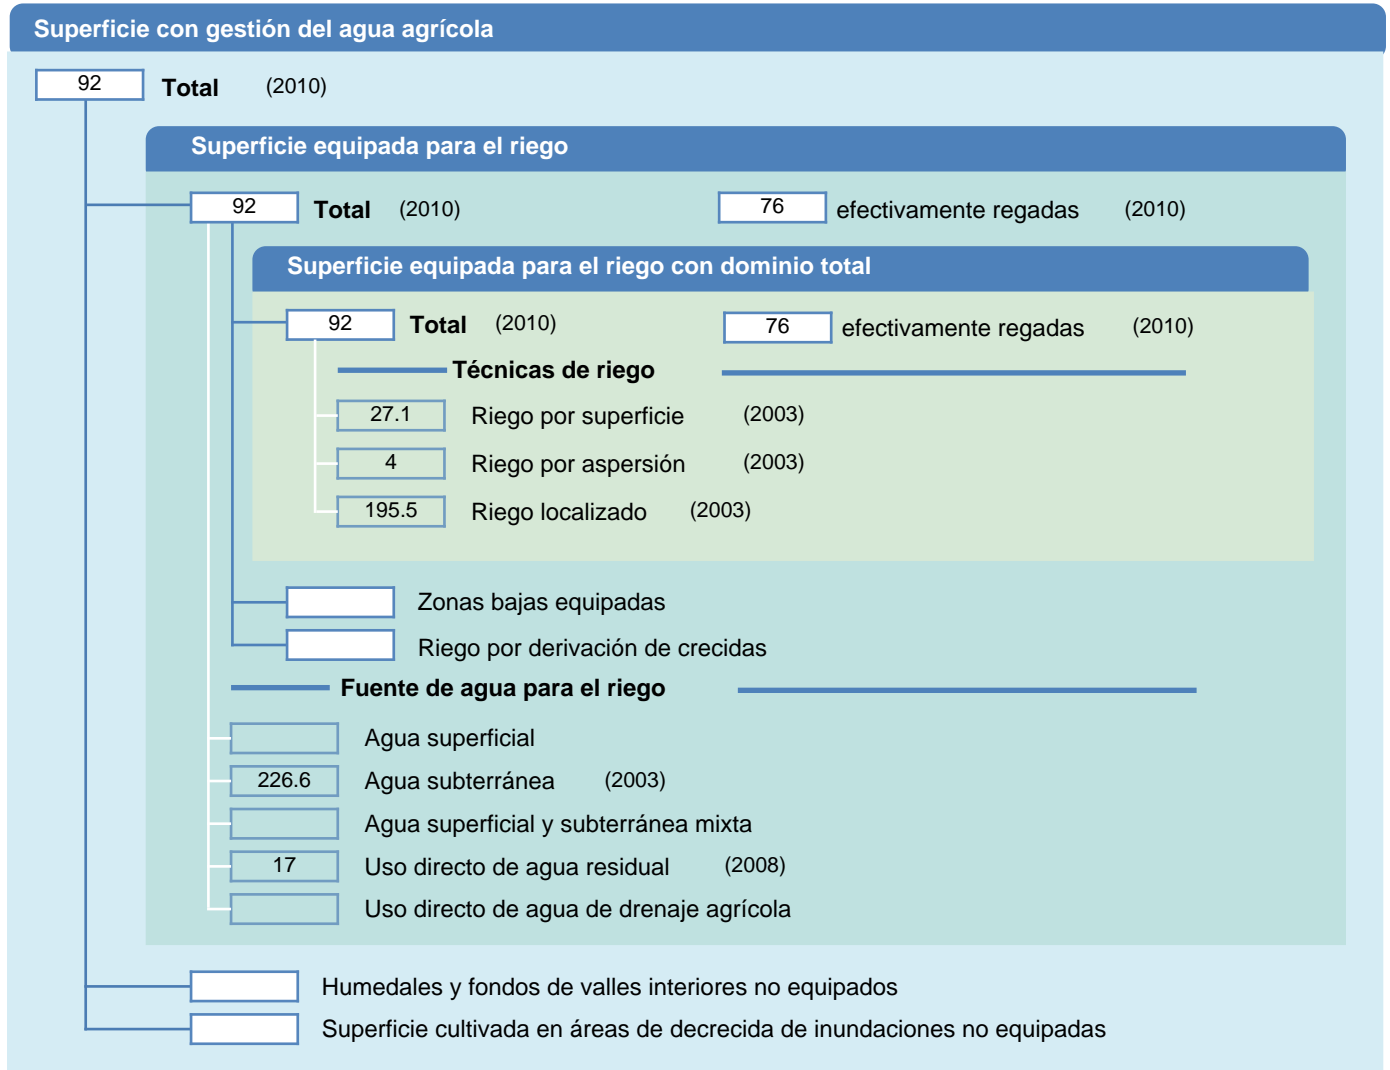 Superficie con gestión del agua agrícola
92 Total (2010)
Superficie equipada para el riego
92 Total (2010) 76 efectivamente regadas (2010)
Superficie equipada para el riego con dominio total
92 Total (2010) 76 efectivamente regadas (2010)
Técnicas de riego
27.1 Riego por superficie (2003)
4 Riego por aspersión (2003)
195.5 Riego localizado (2003)
Zonas bajas equipadas
Riego por derivación de crecidas
Fuente de agua para el riego
Agua superficial
226.6 Agua subterránea (2003)
Agua superficial y subterránea mixta
17 Uso directo de agua residual (2008)
Uso directo de agua de drenaje agrícola
Humedales y fondos de valles interiores no equipados
Superficie cultivada en áreas de decrecida de inundaciones no equipadas